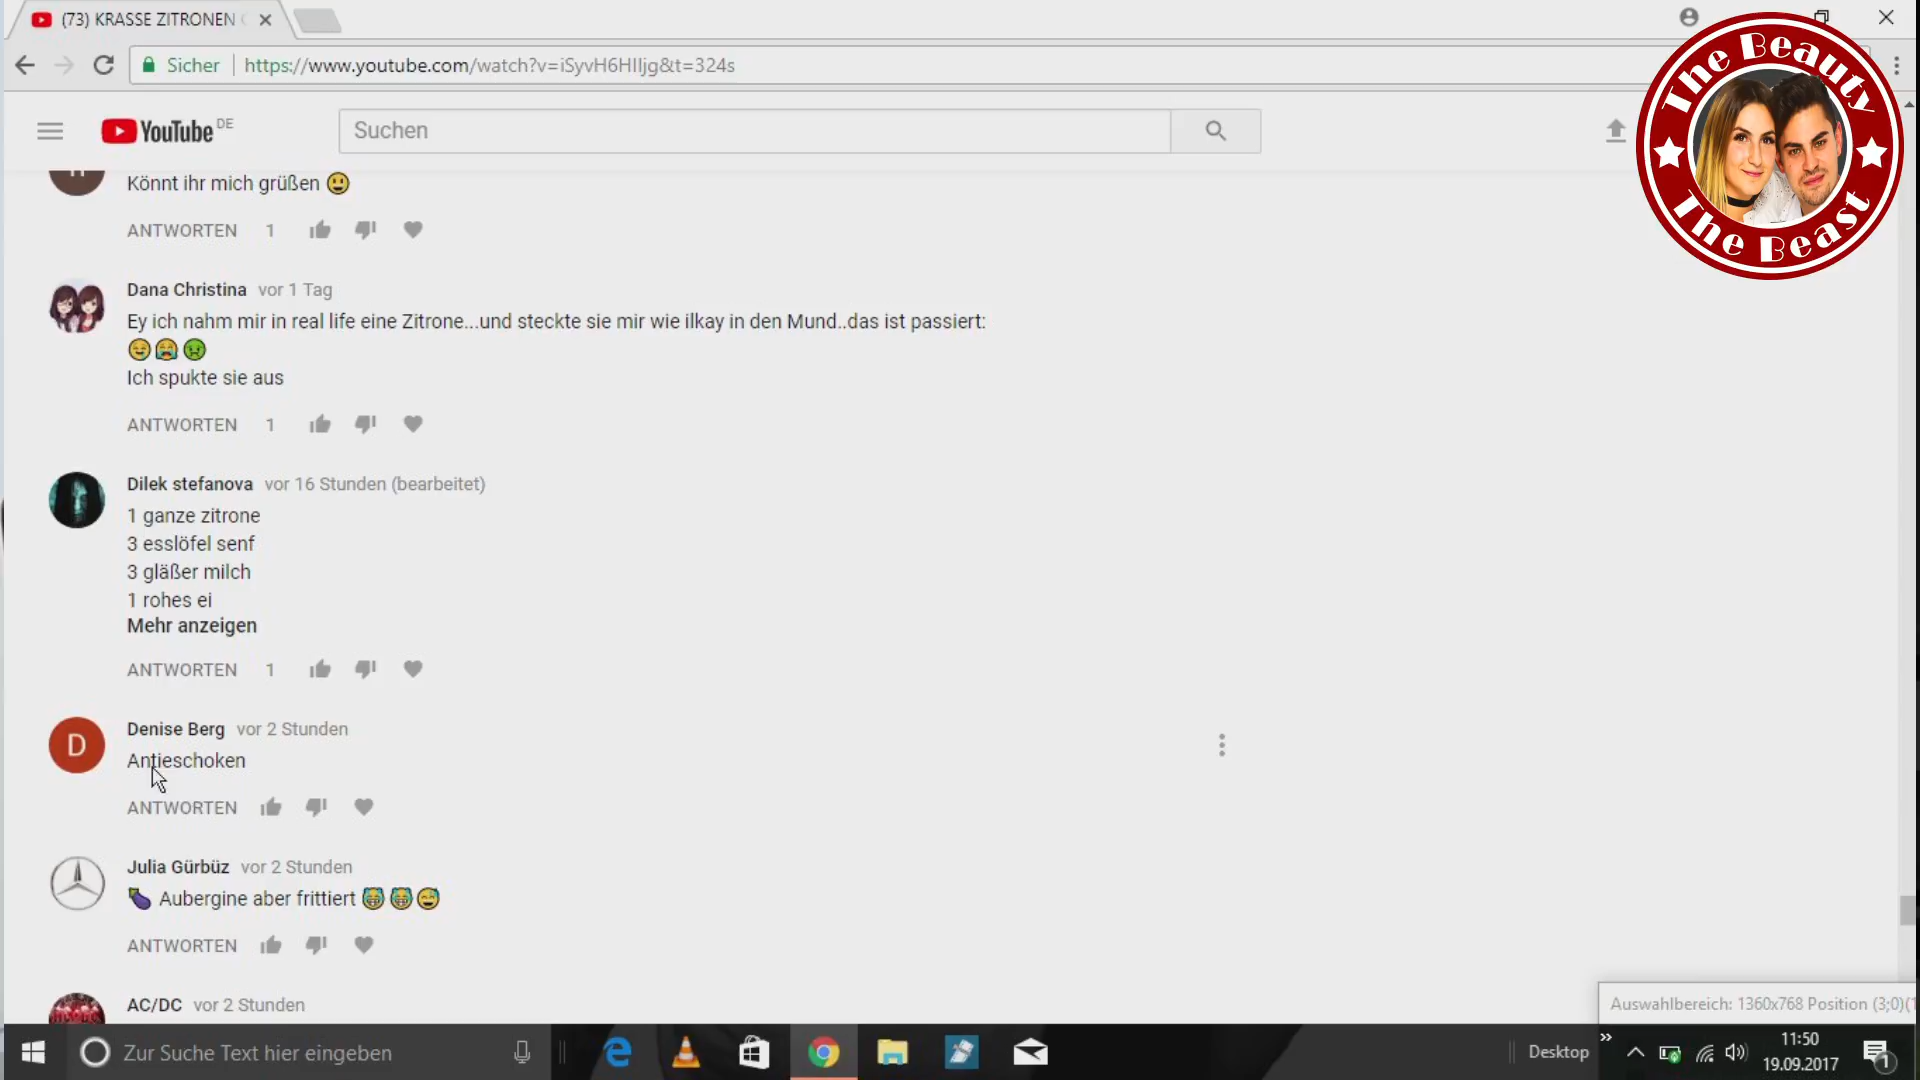 (73) KRASSE ZITRONEN
Sicher
https://www.youtube.com/watch?v=iSyvH6HIljg&t=324s
YouTube DE
Suchen
The Beauty
The Beast
Könnt ihr mich grüßen 😃
ANTWORTEN 1
Dana Christina vor 1 Tag
Ey ich nahm mir in real life eine Zitrone...und steckte sie mir wie ilkay in den Mund..das ist passiert:
Ich spukte sie aus
ANTWORTEN 1
Dilek stefanova vor 16 Stunden (bearbeitet)
1 ganze zitrone
3 esslöfel senf
3 gläßer milch
1 rohes ei
Mehr anzeigen
ANTWORTEN 1
D
Denise Berg vor 2 Stunden
Antieschoken
ANTWORTEN
Julia Gürbüz vor 2 Stunden
🍆 Aubergine aber frittiert 😹😹😅
ANTWORTEN
AC/DC vor 2 Stunden
Auswahlbereich: 1360x768 Position (3;0)
Zur Suche Text hier eingeben
Desktop
11:50
19.09.2017
1